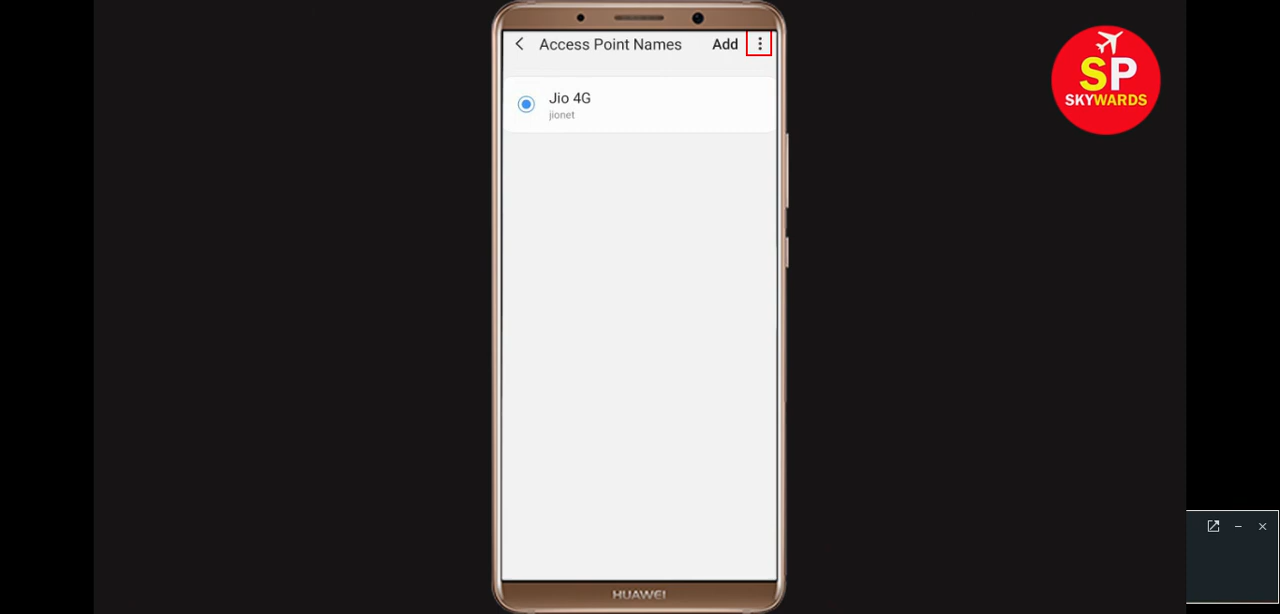 Access Point Names Add
Jio 4G
jionet
SP
SKYWARDS
HUAWEI